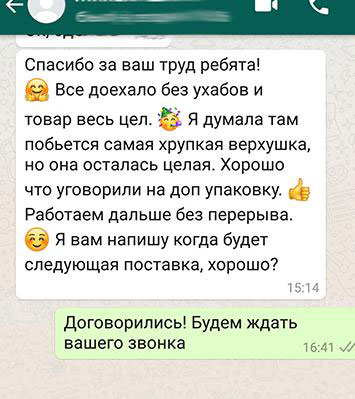 Спасибо за ваш труд ребята!
🤗 Все доехало без ухабов и
товар весь цел. 🥳 Я думала там
побьется самая хрупкая верхушка,
но она осталась целая. Хорошо
что уговорили на доп упаковку. 👍
Работаем дальше без перерыва.
☺️ Я вам напишу когда будет
следующая поставка, хорошо?
15:14
Договорились! Будем ждать
вашего звонка
16:41